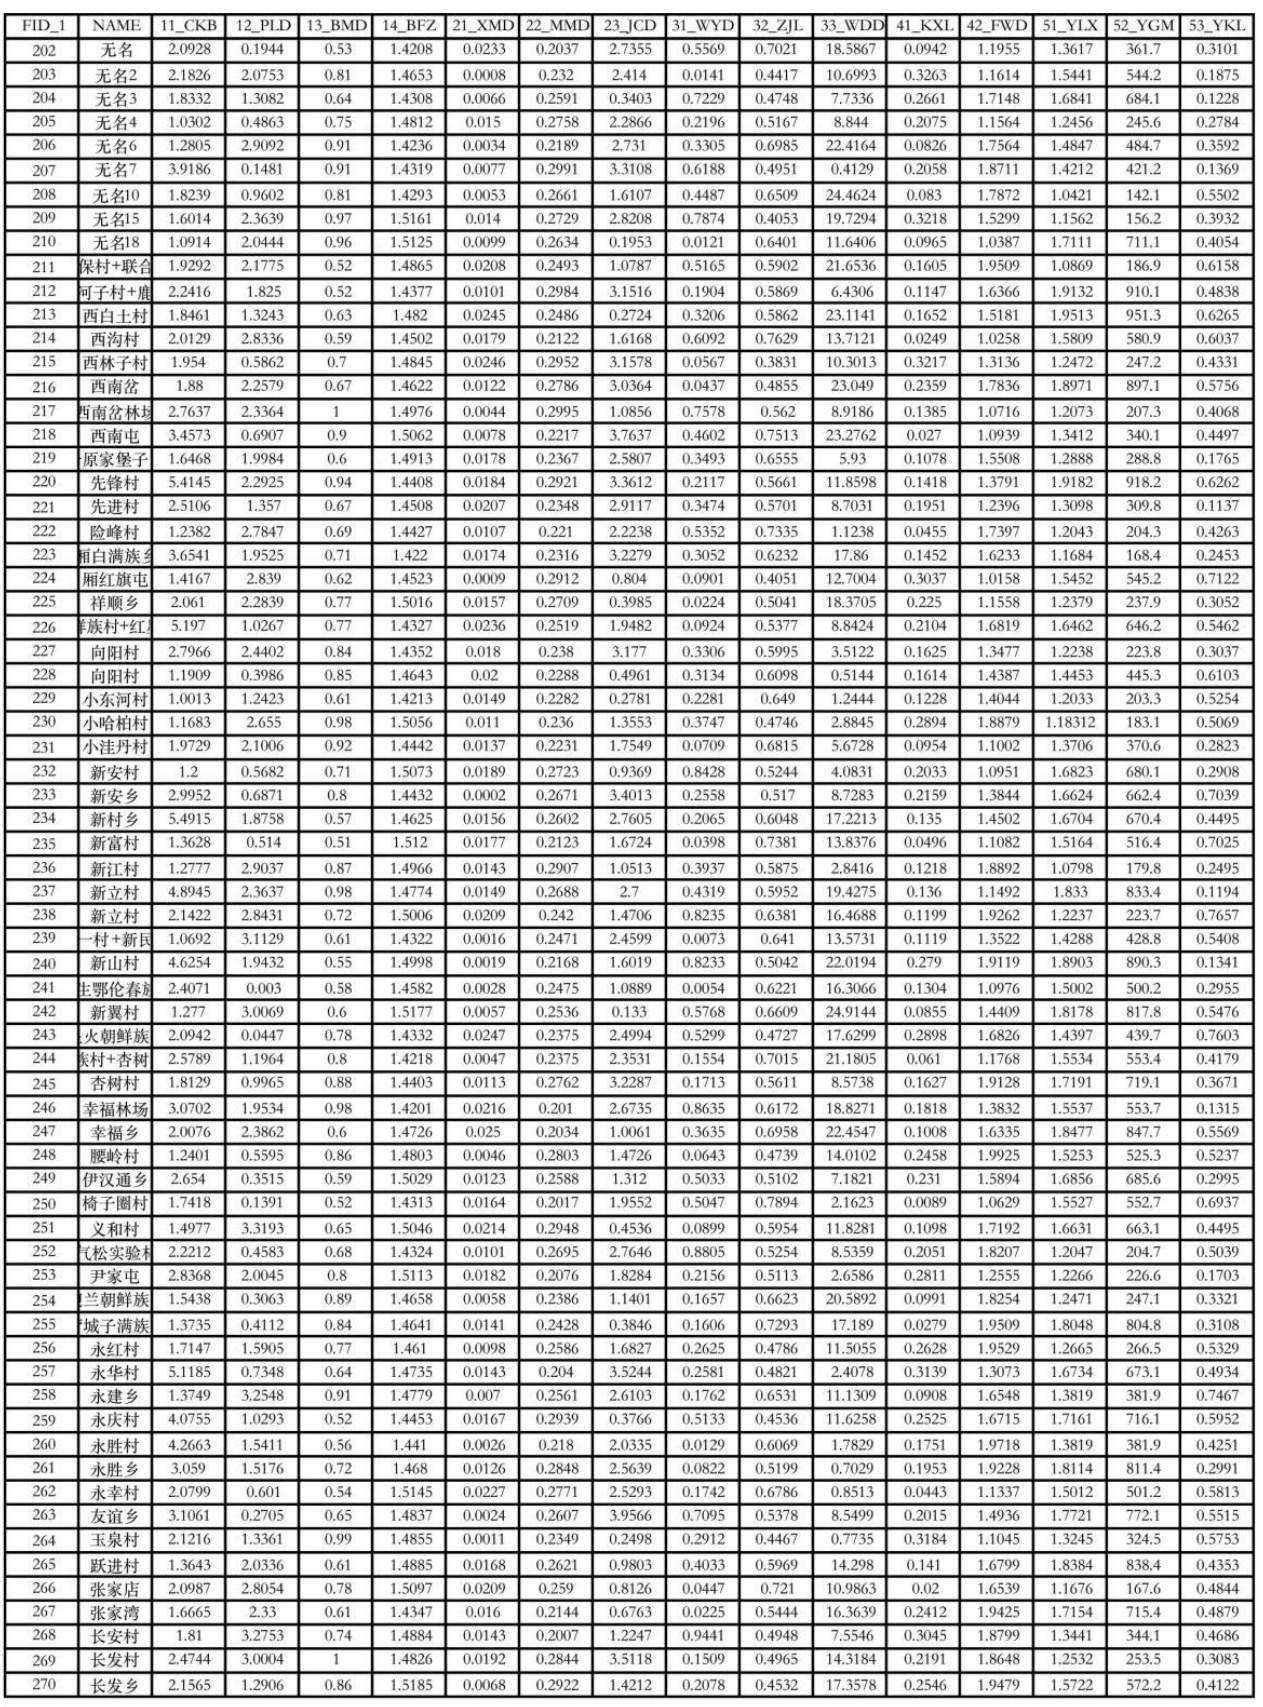 FID_1 NAME 11_CKB 12_PLD 13_BMD 14_BFZ 21_XMD 22_MMD 23_JCD 31_WYD 32_ZJL 33_WDD 41_KXL 42_FWD 51_YLX 52_YGM 53_YKL
202 无名 2.0928 0.1944 0.53 1.4208 0.0233 0.2037 2.7355 0.5569 0.7021 18.5867 0.0942 1.1955 1.3617 361.7 0.3101
203 无名2 2.1826 2.0753 0.81 1.4653 0.0008 0.232 2.414 0.0141 0.4417 10.6993 0.3263 1.1614 1.5441 544.2 0.1875
204 无名3 1.8332 1.3082 0.64 1.4308 0.0066 0.2591 0.3403 0.7229 0.4748 7.7336 0.2661 1.7148 1.6841 684.1 0.1228
205 无名4 1.0302 0.4863 0.75 1.4812 0.015 0.2758 2.2866 0.2196 0.5167 8.844 0.2075 1.1564 1.2456 245.6 0.2784
206 无名6 1.2805 2.9092 0.91 1.4236 0.0034 0.2189 2.731 0.3305 0.6985 22.4164 0.0826 1.7564 1.4847 484.7 0.3592
207 无名7 3.9186 0.1481 0.91 1.4319 0.0077 0.2991 3.3108 0.6188 0.4951 0.4129 0.2058 1.8711 1.4212 421.2 0.1369
208 无名10 1.8239 0.9602 0.81 1.4293 0.0053 0.2661 1.6107 0.4487 0.6509 24.4624 0.083 1.7872 1.0421 142.1 0.5502
209 无名15 1.6014 2.3639 0.97 1.5161 0.014 0.2729 2.8208 0.7874 0.4053 19.7294 0.3218 1.5299 1.1562 156.2 0.3932
210 无名18 1.0914 2.0444 0.96 1.5125 0.0099 0.2634 0.1953 0.0121 0.6401 11.6406 0.0965 1.0387 1.7111 711.1 0.4054
211 保村+联合 1.9292 2.1775 0.52 1.4865 0.0208 0.2493 1.0787 0.5165 0.5902 21.6536 0.1605 1.9509 1.0869 186.9 0.6158
212 河子村+鹿 2.2416 1.825 0.52 1.4377 0.0101 0.2984 3.1516 0.1904 0.5869 6.4306 0.1147 1.6366 1.9132 910.1 0.4838
213 西白土村 1.8461 1.3243 0.63 1.482 0.0245 0.2486 0.2724 0.3206 0.5862 23.1141 0.1652 1.5181 1.9513 951.3 0.6265
214 西沟村 2.0129 2.8336 0.59 1.4502 0.0179 0.2122 1.6168 0.6092 0.7629 13.7121 0.0249 1.0258 1.5809 580.9 0.6037
215 西林子村 1.954 0.5862 0.7 1.4845 0.0246 0.2952 3.1578 0.0567 0.3831 10.3013 0.3217 1.3136 1.2472 247.2 0.4331
216 西南岔 1.88 2.2579 0.67 1.4622 0.0122 0.2786 3.0364 0.0437 0.4855 23.049 0.2359 1.7836 1.8971 897.1 0.5756
217 西南岔林场 2.7637 2.3364 1 1.4976 0.0044 0.2995 1.0856 0.7578 0.562 8.9186 0.1385 1.0716 1.2073 207.3 0.4068
218 西南屯 3.4573 0.6907 0.9 1.5062 0.0078 0.2217 3.7637 0.4602 0.7513 23.2762 0.027 1.0939 1.3412 340.1 0.4497
219 原家堡子 1.6468 1.9984 0.6 1.4913 0.0178 0.2367 2.5807 0.3493 0.6555 5.93 0.1078 1.5508 1.2888 288.8 0.1765
220 先锋村 5.4145 2.2925 0.94 1.4408 0.0184 0.2921 3.3612 0.2117 0.5661 11.8598 0.1418 1.3791 1.9182 918.2 0.6262
221 先进村 2.5106 1.357 0.67 1.4508 0.0207 0.2348 2.9117 0.3474 0.5701 8.7031 0.1951 1.2396 1.3098 309.8 0.1137
222 险峰村 1.2382 2.7847 0.69 1.4427 0.0107 0.221 2.2238 0.5352 0.7335 1.1238 0.0455 1.7397 1.2043 204.3 0.4263
223 厢白满族乡 3.6541 1.9525 0.71 1.422 0.0174 0.2316 3.2279 0.3052 0.6232 17.86 0.1452 1.6233 1.1684 168.4 0.2453
224 厢红旗屯 1.4167 2.839 0.62 1.4523 0.0009 0.2912 0.804 0.0901 0.4051 12.7004 0.3037 1.0158 1.5452 545.2 0.7122
225 祥顺乡 2.061 2.2839 0.77 1.5016 0.0157 0.2709 0.3985 0.0224 0.5041 18.3705 0.225 1.1558 1.2379 237.9 0.3052
226 鲜族村+红 5.197 1.0267 0.77 1.4327 0.0236 0.2519 1.9482 0.0924 0.5377 8.8424 0.2104 1.6819 1.6462 646.2 0.5462
227 向阳村 2.7966 2.4402 0.84 1.4352 0.018 0.238 3.177 0.3306 0.5995 3.5122 0.1625 1.3477 1.2238 223.8 0.3037
228 向阳村 1.1909 0.3986 0.85 1.4643 0.02 0.2288 0.4961 0.3134 0.6098 0.5144 0.1614 1.4387 1.4453 445.3 0.6103
229 小东河村 1.0013 1.2423 0.61 1.4213 0.0149 0.2282 0.2781 0.2281 0.649 1.2444 0.1228 1.4044 1.2033 203.3 0.5254
230 小哈柏村 1.1683 2.655 0.98 1.5056 0.011 0.236 1.3553 0.3747 0.4746 2.8845 0.2894 1.8879 1.18312 183.1 0.5069
231 小洼丹村 1.9729 2.1006 0.92 1.4442 0.0137 0.2231 1.7549 0.0709 0.6815 5.6728 0.0954 1.1002 1.3706 370.6 0.2823
232 新安村 1.2 0.5682 0.71 1.5073 0.0189 0.2723 0.9369 0.8428 0.5244 4.0831 0.2033 1.0951 1.6823 680.1 0.2908
233 新安乡 2.9952 0.6871 0.8 1.4432 0.0002 0.2671 3.4013 0.2558 0.517 8.7283 0.2159 1.3844 1.6624 662.4 0.7039
234 新村乡 5.4915 1.8758 0.57 1.4625 0.0156 0.2602 2.7605 0.2065 0.6048 17.2213 0.135 1.4502 1.6704 670.4 0.4495
235 新富村 1.3628 0.514 0.51 1.512 0.0177 0.2123 1.6724 0.0398 0.7381 13.8376 0.0496 1.1082 1.5164 516.4 0.7025
236 新江村 1.2777 2.9037 0.87 1.4966 0.0143 0.2907 1.0513 0.3937 0.5875 2.8416 0.1218 1.8892 1.0798 179.8 0.2495
237 新立村 4.8945 2.3637 0.98 1.4774 0.0149 0.2688 2.7 0.4319 0.5952 19.4275 0.136 1.1492 1.833 833.4 0.1194
238 新立村 2.1422 2.8431 0.72 1.5006 0.0209 0.242 1.4706 0.8235 0.6381 16.4688 0.1199 1.9262 1.2237 223.7 0.7657
239 一村+新民 1.0692 3.1129 0.61 1.4322 0.0016 0.2471 2.4599 0.0073 0.641 13.5731 0.1119 1.3522 1.4288 428.8 0.5408
240 新山村 4.6254 1.9432 0.55 1.4998 0.0019 0.2168 1.6019 0.8233 0.5042 22.0194 0.279 1.9119 1.8903 890.3 0.1341
241 生鄂伦春族 2.4071 0.003 0.58 1.4582 0.0028 0.2475 1.0889 0.0054 0.6221 16.3066 0.1304 1.0976 1.5002 500.2 0.2955
242 新翼村 1.277 3.0069 0.6 1.5177 0.0057 0.2536 0.133 0.5768 0.6609 24.9144 0.0855 1.4409 1.8178 817.8 0.5476
243 火朝鲜族 2.0942 0.0447 0.78 1.4332 0.0247 0.2375 2.4994 0.5299 0.4727 17.6299 0.2898 1.6826 1.4397 439.7 0.7603
244 族村+杏树 2.5789 1.1964 0.8 1.4218 0.0047 0.2375 2.3531 0.1554 0.7015 21.1805 0.061 1.1768 1.5534 553.4 0.4179
245 杏树村 1.8129 0.9965 0.88 1.4403 0.0113 0.2762 3.2287 0.1713 0.5611 8.5738 0.1627 1.9128 1.7191 719.1 0.3671
246 幸福林场 3.0702 1.9534 0.98 1.4201 0.0216 0.201 2.6735 0.8635 0.6172 18.8271 0.1818 1.3832 1.5537 553.7 0.1315
247 幸福乡 2.0076 2.3862 0.6 1.4726 0.025 0.2034 1.0061 0.3635 0.6958 22.4547 0.1008 1.6335 1.8477 847.7 0.5569
248 腰岭村 1.2401 0.5595 0.86 1.4803 0.0046 0.2803 1.4726 0.0643 0.4739 14.0102 0.2458 1.9925 1.5253 525.3 0.5237
249 伊汉通乡 2.654 0.3515 0.59 1.5029 0.0123 0.2588 1.312 0.5033 0.5102 7.1821 0.231 1.5894 1.6856 685.6 0.2995
250 椅子圈村 1.7418 0.1391 0.52 1.4313 0.0164 0.2017 1.9552 0.5047 0.7894 2.1623 0.0089 1.0629 1.5527 552.7 0.6937
251 义和村 1.4977 3.3193 0.65 1.5046 0.0214 0.2948 0.4536 0.0899 0.5954 11.8281 0.1098 1.7192 1.6631 663.1 0.4495
252 气松实验林 2.2212 0.4583 0.68 1.4324 0.0101 0.2695 2.7646 0.8805 0.5254 8.5359 0.2051 1.8207 1.2047 204.7 0.5039
253 尹家屯 2.8368 2.0045 0.8 1.5113 0.0182 0.2076 1.8284 0.2156 0.5113 2.6586 0.2811 1.2555 1.2266 226.6 0.1703
254 兰朝鲜族 1.5438 0.3063 0.89 1.4658 0.0058 0.2386 1.1401 0.1657 0.6623 20.5892 0.0991 1.8254 1.2471 247.1 0.3321
255 城子满族 1.3735 0.4112 0.84 1.4641 0.0141 0.2428 0.3846 0.1606 0.7293 17.189 0.0279 1.9509 1.8048 804.8 0.3108
256 永红村 1.7147 1.5905 0.77 1.461 0.0098 0.2586 1.6827 0.2625 0.4786 11.5055 0.2628 1.9529 1.2665 266.5 0.5329
257 永华村 5.1185 0.7348 0.64 1.4735 0.0143 0.204 3.5244 0.2581 0.4821 2.4078 0.3139 1.3073 1.6734 673.1 0.4934
258 永建乡 1.3749 3.2548 0.91 1.4779 0.007 0.2561 2.6103 0.1762 0.6531 11.1309 0.0908 1.6548 1.3819 381.9 0.7467
259 永庆村 4.0755 1.0293 0.52 1.4453 0.0167 0.2939 0.3766 0.5133 0.4536 11.6258 0.2525 1.6715 1.7161 716.1 0.5952
260 永胜村 4.2663 1.5411 0.56 1.441 0.0026 0.218 2.0335 0.0129 0.6069 1.7829 0.1751 1.9718 1.3819 381.9 0.4251
261 永胜乡 3.059 1.5176 0.72 1.468 0.0126 0.2848 2.5639 0.0822 0.5199 0.7029 0.1953 1.9228 1.8114 811.4 0.2991
262 永幸村 2.0799 0.601 0.54 1.5145 0.0227 0.2771 2.5293 0.1742 0.6786 0.8513 0.0443 1.1337 1.5012 501.2 0.5813
263 友谊乡 3.1061 0.2705 0.65 1.4837 0.0024 0.2607 3.9566 0.7095 0.5378 8.5499 0.2015 1.4936 1.7721 772.1 0.5515
264 玉泉村 2.1216 1.3361 0.99 1.4855 0.0011 0.2349 0.2498 0.2912 0.4467 0.7735 0.3184 1.1045 1.3245 324.5 0.5753
265 跃进村 1.3643 2.0336 0.61 1.4885 0.0168 0.2621 0.9803 0.4033 0.5969 14.298 0.141 1.6799 1.8384 838.4 0.4353
266 张家店 2.0987 2.8054 0.78 1.5097 0.0209 0.259 0.8126 0.0447 0.721 10.9863 0.02 1.6539 1.1676 167.6 0.4844
267 张家湾 1.6665 2.33 0.61 1.4347 0.016 0.2144 0.6763 0.0225 0.5444 16.3639 0.2412 1.9425 1.7154 715.4 0.4879
268 长安村 1.81 3.2753 0.74 1.4884 0.0143 0.2007 1.2247 0.9441 0.4948 7.5546 0.3045 1.8799 1.3441 344.1 0.4686
269 长发村 2.4744 3.0004 1 1.4826 0.0192 0.2844 3.5118 0.1509 0.4965 14.3184 0.2191 1.8648 1.2532 253.5 0.3083
270 长发乡 2.1565 1.2906 0.86 1.5185 0.0068 0.2922 1.4212 0.2078 0.4532 17.3578 0.2546 1.9479 1.5722 572.2 0.4122